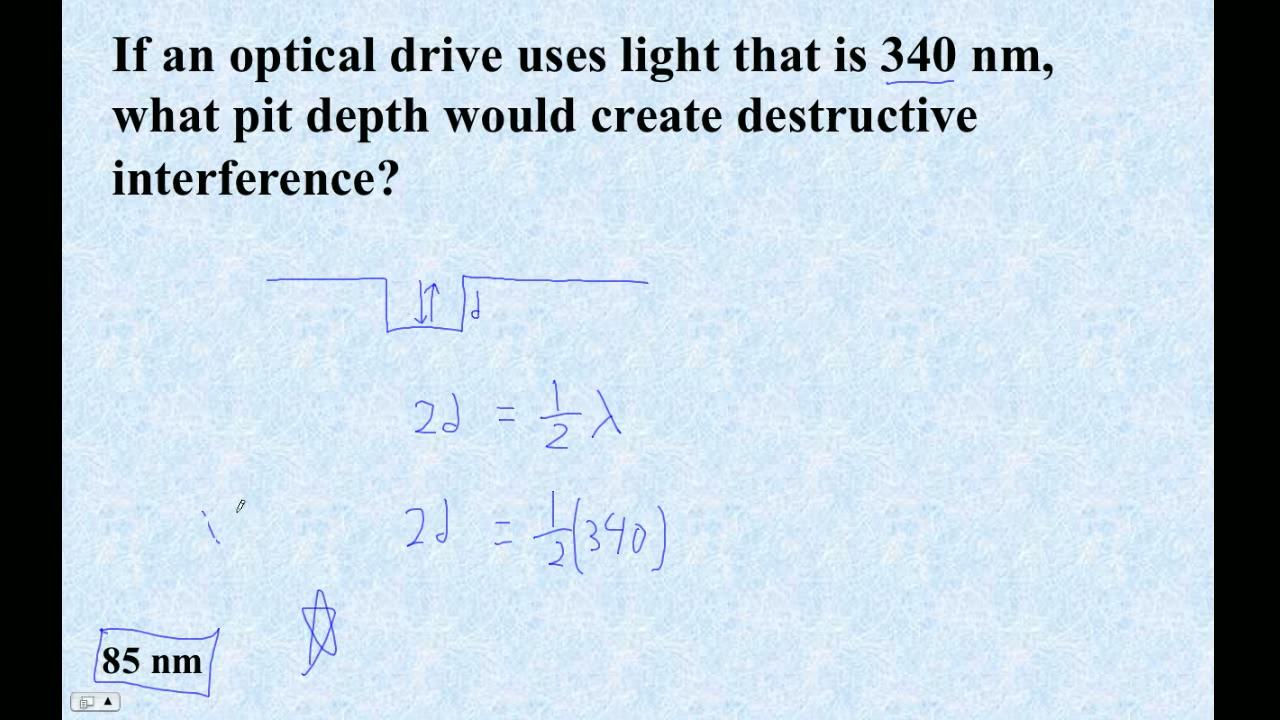 If an optical drive uses light that is 340 nm,
what pit depth would create destructive
interference?
d
2d = 1/2 λ
2d = 1/2 (340)
85 nm